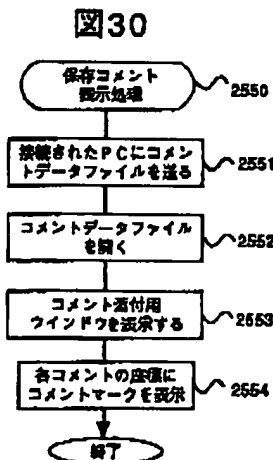 図30
保存コメント
表示処理
2550
接続されたPCにコメン
トデータファイルを送る
2551
コメントデータファイル
を開く
2552
コメント添付用
ウインドウを表示する
2553
各コメントの座標に
コメントマークを表示
2554
終了